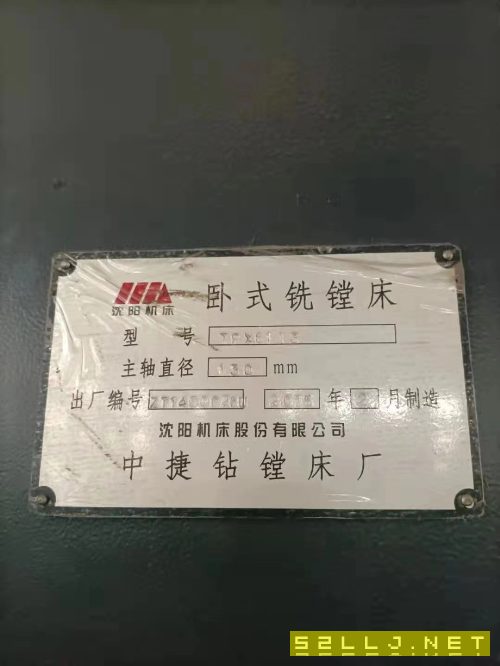 沈阳机床 卧式铣镗床
型 号
主轴直径 130 mm
出厂编号 年 月制造
沈阳机床股份有限公司
中捷钻镗床厂
52LLJ.NET